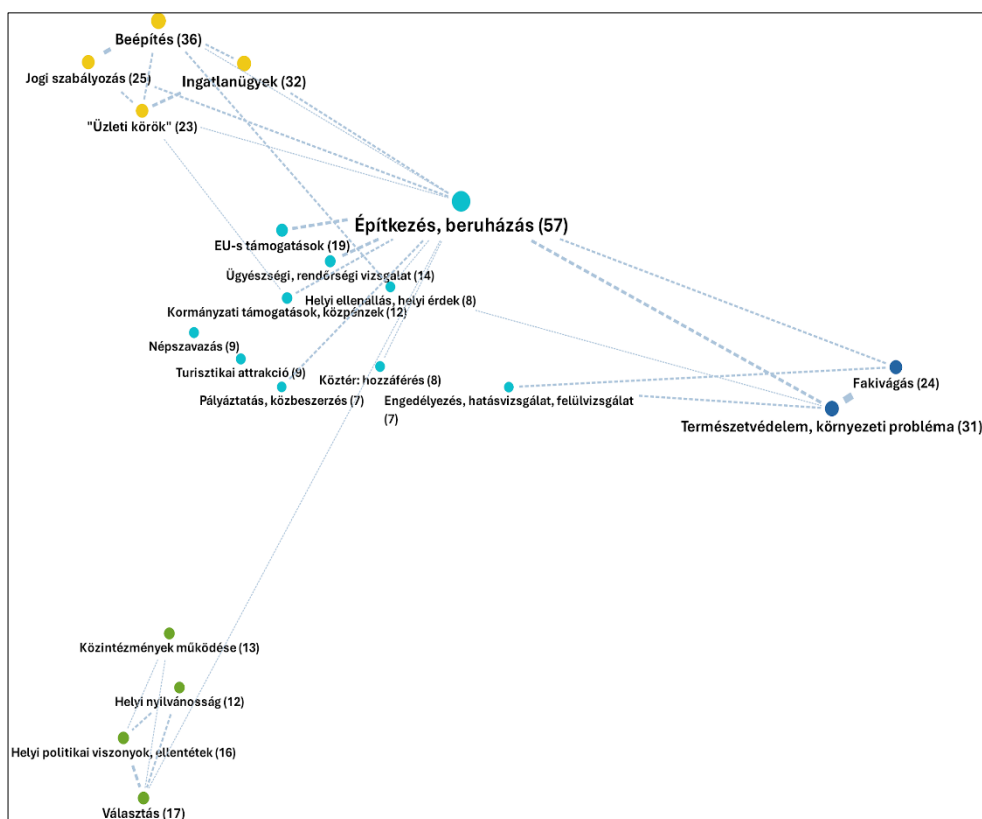 Beépítés (36)
Jogi szabályozás (25)
Ingatlanügyek (32)
"Üzleti körök" (23)
Építkezés, beruházás (57)
EU-s támogatások (19)
Ügyészségi, rendőrségi vizsgálat (14)
Helyi ellenállás, helyi érdek (8)
Kormányzati támogatások, közpénzek (12)
Népszavazás (9)
Turisztikai attrakció (9)
Köztér: hozzáférés (8)
Pályáztatás, közbeszerzés (7)
Engedélyezés, hatásvizsgálat, felülvizsgálat
(7)
Fakivágás (24)
Természetvédelem, környezeti probléma (31)
Közintézmények működése (13)
Helyi nyilvánosság (12)
Helyi politikai viszonyok, ellentétek (16)
Választás (17)